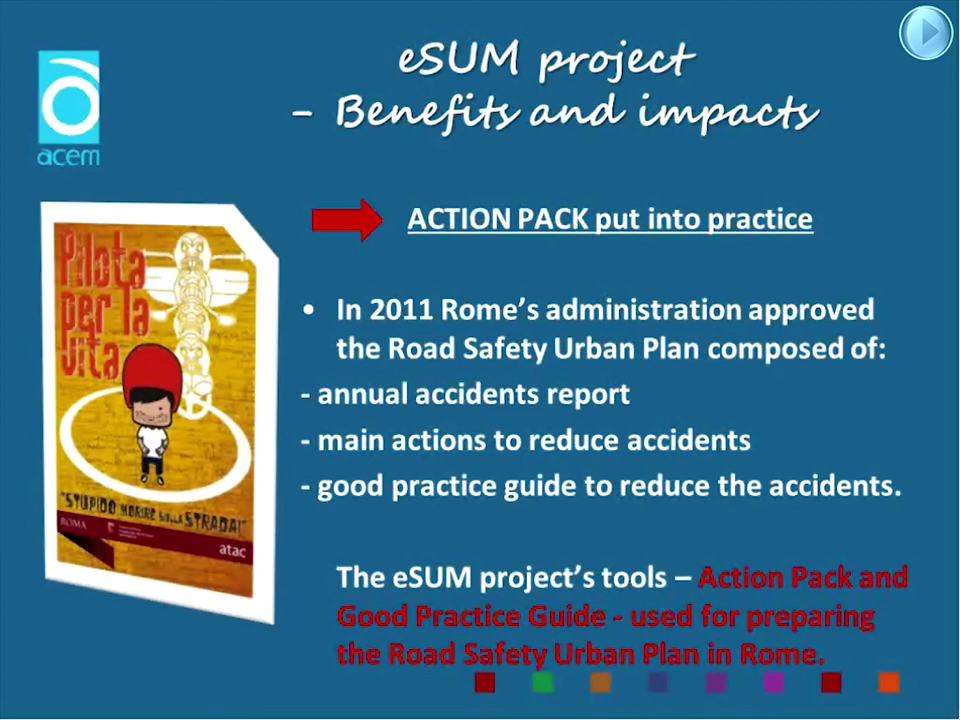 eSUM project
- Benefits and impacts
acem
ACTION PACK put into practice
Pilota
per la
vita
"STUPIDO MORIRE SULLA STRADA!"
ROMA
atac
• In 2011 Rome's administration approved
the Road Safety Urban Plan composed of:
- annual accidents report
- main actions to reduce accidents
- good practice guide to reduce the accidents.
The eSUM project's tools – Action Pack and
Good Practice Guide - used for preparing
the Road Safety Urban Plan in Rome.